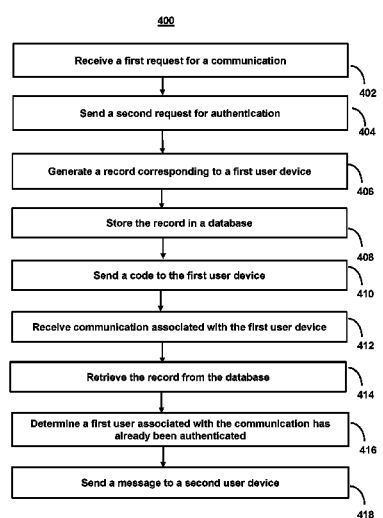 400
Receive a first request for a communication
402
Send a second request for authentication
404
Generate a record corresponding to a first user device
406
Store the record in a database
408
Send a code to the first user device
410
Receive communication associated with the first user device
412
Retrieve the record from the database
414
Determine a first user associated with the communication has
already been authenticated
416
Send a message to a second user device
418